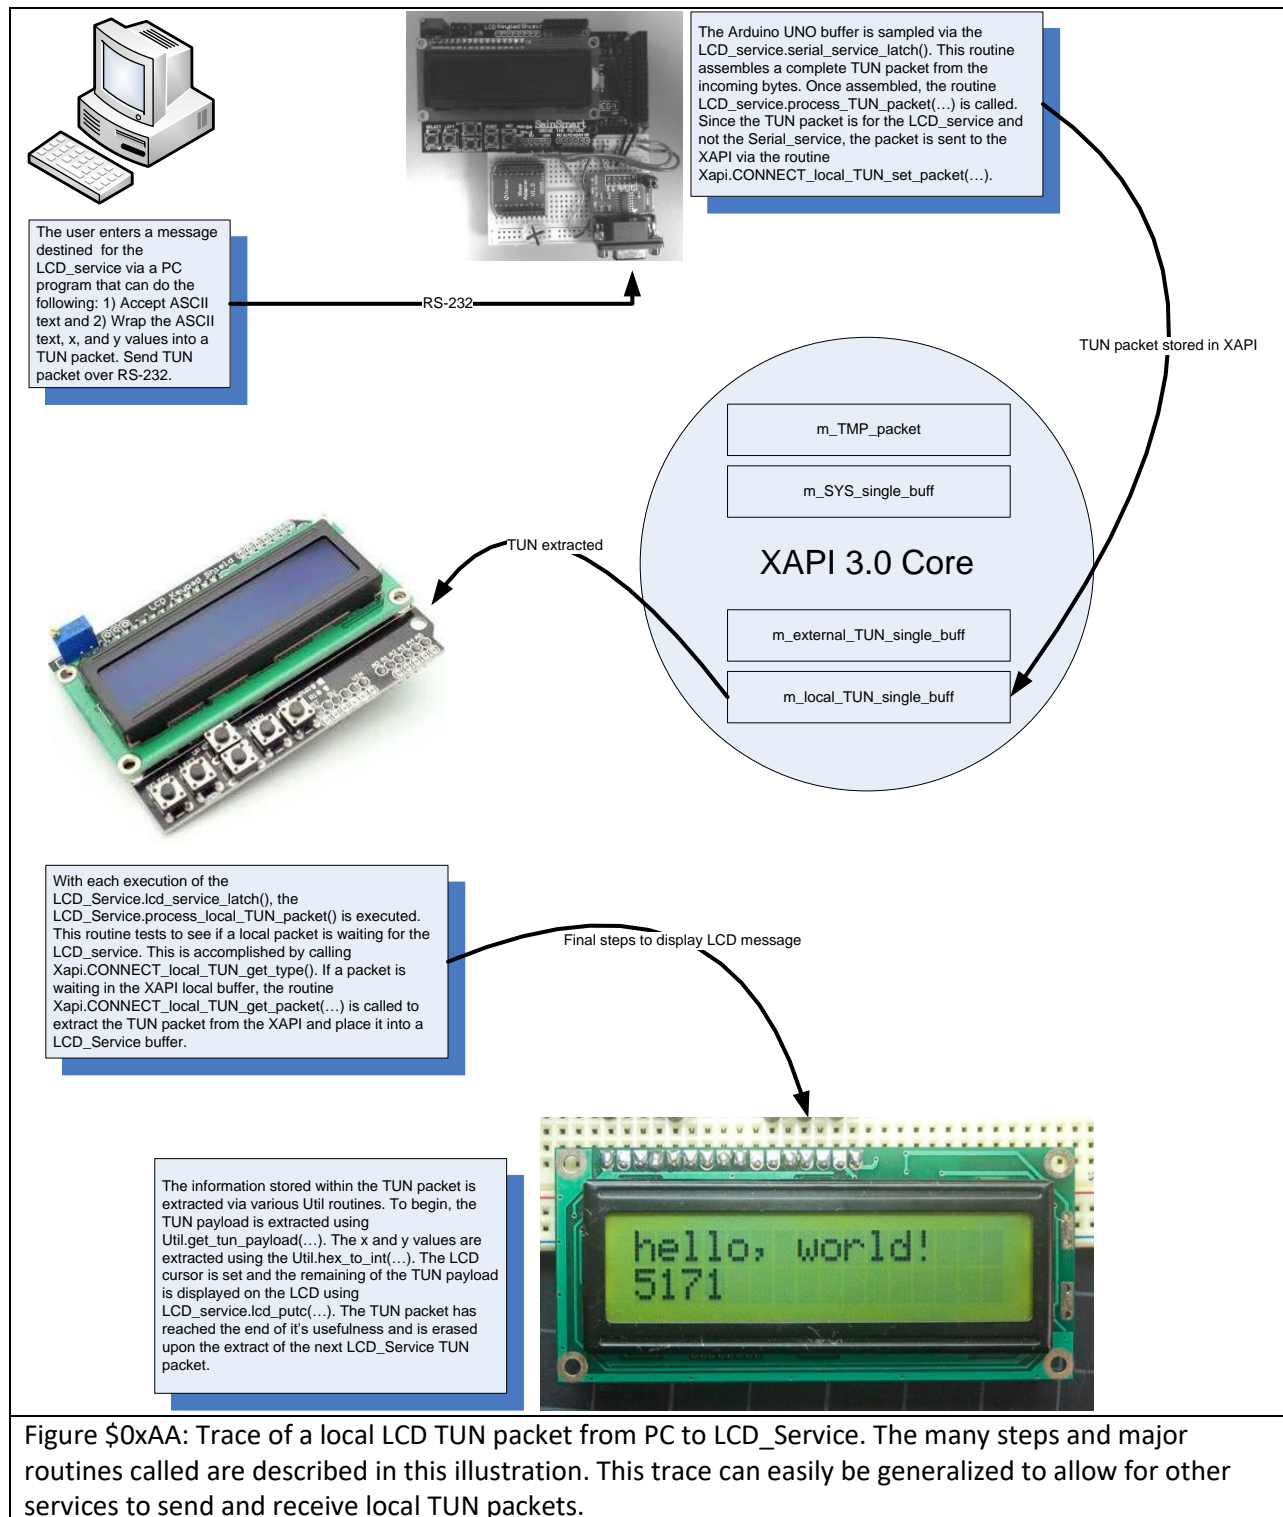 LCD Keypad Shield
SainSmart
The Arduino UNO buffer is sampled via the
LCD_service.serial_service_latch(). This routine
assembles a complete TUN packet from the
incoming bytes. Once assembled, the routine
LCD_service.process_TUN_packet(…) is called.
Since the TUN packet is for the LCD_service and
not the Serial_service, the packet is sent to the
XAPI via the routine
Xapi.CONNECT_local_TUN_set_packet(…).
The user enters a message
destined  for the
LCD_service via a PC
program that can do the
following: 1) Accept ASCII
text and 2) Wrap the ASCII
text, x, and y values into a
TUN packet. Send TUN
packet over RS-232.
RS-232
TUN packet stored in XAPI
m_TMP_packet
m_SYS_single_buff
XAPI 3.0 Core
m_external_TUN_single_buff
m_local_TUN_single_buff
TUN extracted
LCD Keypad Shield
With each execution of the
LCD_Service.lcd_service_latch(), the
LCD_Service.process_local_TUN_packet() is executed.
This routine tests to see if a local packet is waiting for the
LCD_service. This is accomplished by calling
Xapi.CONNECT_local_TUN_get_type(). If a packet is
waiting in the XAPI local buffer, the routine
Xapi.CONNECT_local_TUN_get_packet(…) is called to
extract the TUN packet from the XAPI and place it into a
LCD_Service buffer.
Final steps to display LCD message
The information stored within the TUN packet is
extracted via various Util routines. To begin, the
TUN payload is extracted using
Util.get_tun_payload(…). The x and y values are
extracted using the Util.hex_to_int(…). The LCD
cursor is set and the remaining of the TUN payload
is displayed on the LCD using
LCD_service.lcd_putc(…). The TUN packet has
reached the end of it's usefulness and is erased
upon the extract of the next LCD_Service TUN
packet.
hello, world!
5171
Figure $0xAA: Trace of a local LCD TUN packet from PC to LCD_Service. The many steps and major
routines called are described in this illustration. This trace can easily be generalized to allow for other
services to send and receive local TUN packets.